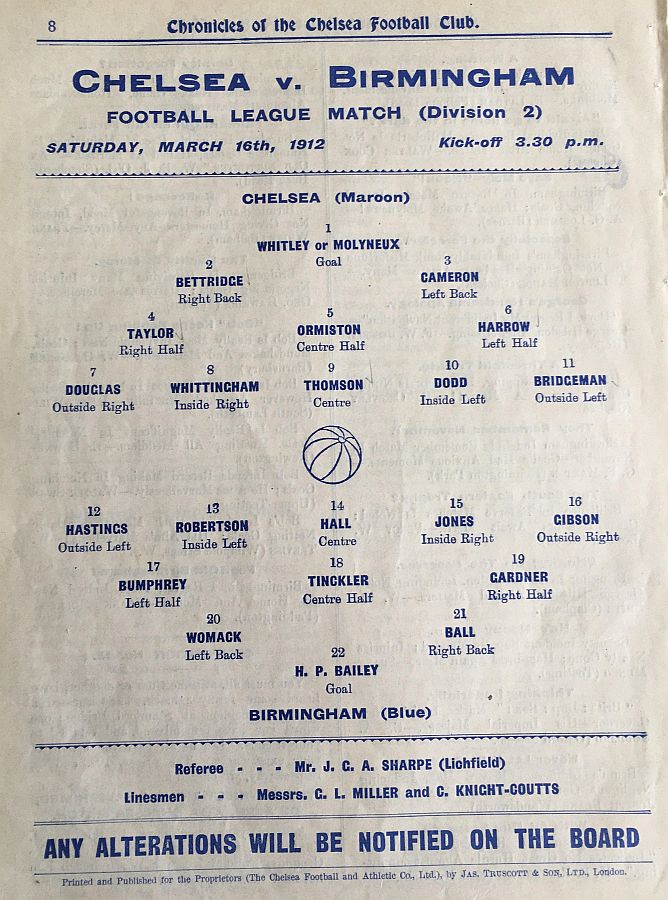 8 Chronicles of the Chelsea Football Club.
CHELSEA v. BIRMINGHAM
FOOTBALL LEAGUE MATCH (Division 2)
SATURDAY, MARCH 16th, 1912 Kick-off 3.30 p.m.
CHELSEA (Maroon)
1
WHITLEY or MOLYNEUX
Goal
2 3
BETTRIDGE CAMERON
Right Back Left Back
4 5 6
TAYLOR ORMISTON HARROW
Right Half Centre Half Left Half
7 8 9 10 11
DOUGLAS WHITTINGHAM THOMSON DODD BRIDGEMAN
Outside Right Inside Right Centre Inside Left Outside Left
12 13 14 15 16
HASTINGS ROBERTSON HALL JONES GIBSON
Outside Left Inside Left Centre Inside Right Outside Right
17 18 19
BUMPHREY TINCKLER GARDNER
Left Half Centre Half Right Half
20 21
WOMACK BALL
Left Back Right Back
22
H. P. BAILEY
Goal
BIRMINGHAM (Blue)
Referee - - - Mr. J. G. A. SHARPE (Lichfield)
Linesmen - - - Messrs. G. L. MILLER and C. KNIGHT-COUTTS
ANY ALTERATIONS WILL BE NOTIFIED ON THE BOARD
Printed and Published for the Proprietors (The Chelsea Football and Athletic Co., Ltd.), by JAS. TRUSCOTT & SON, LTD., London.